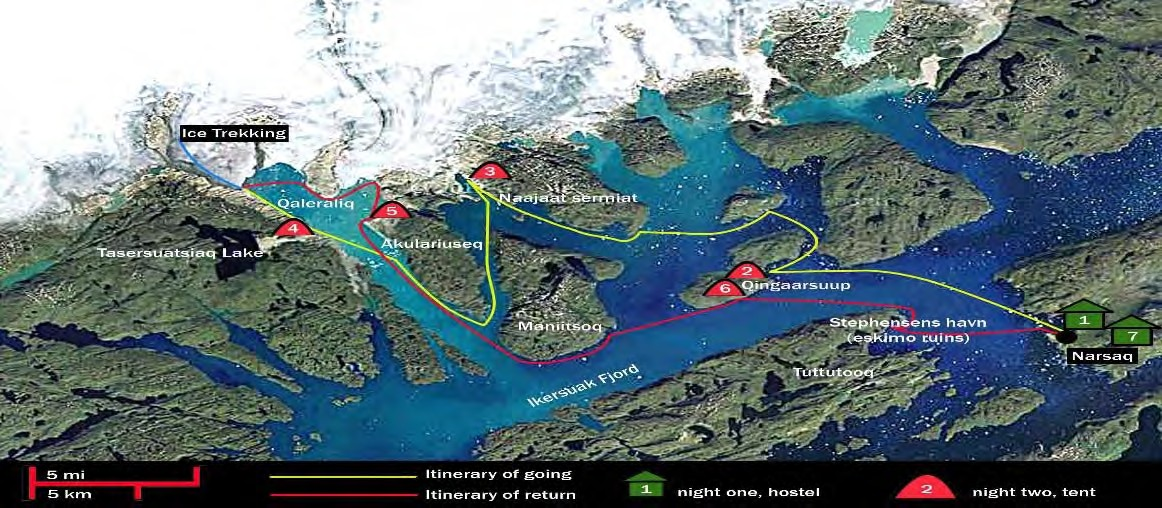 Ice Trekking
3
Naajaat sermiat
Qaleraliq
5
4
Akulariuseq
Tasersuatsiaq Lake
2
6
Qingaarsuup
1
Stephensens havn
(eskimo ruins)
7
Maniitsoq
Narsaq
Tuttutooq
Ikersuak Fjord
5 mi
5 km
Itinerary of going
Itinerary of return
1
night one, hostel
2
night two, tent